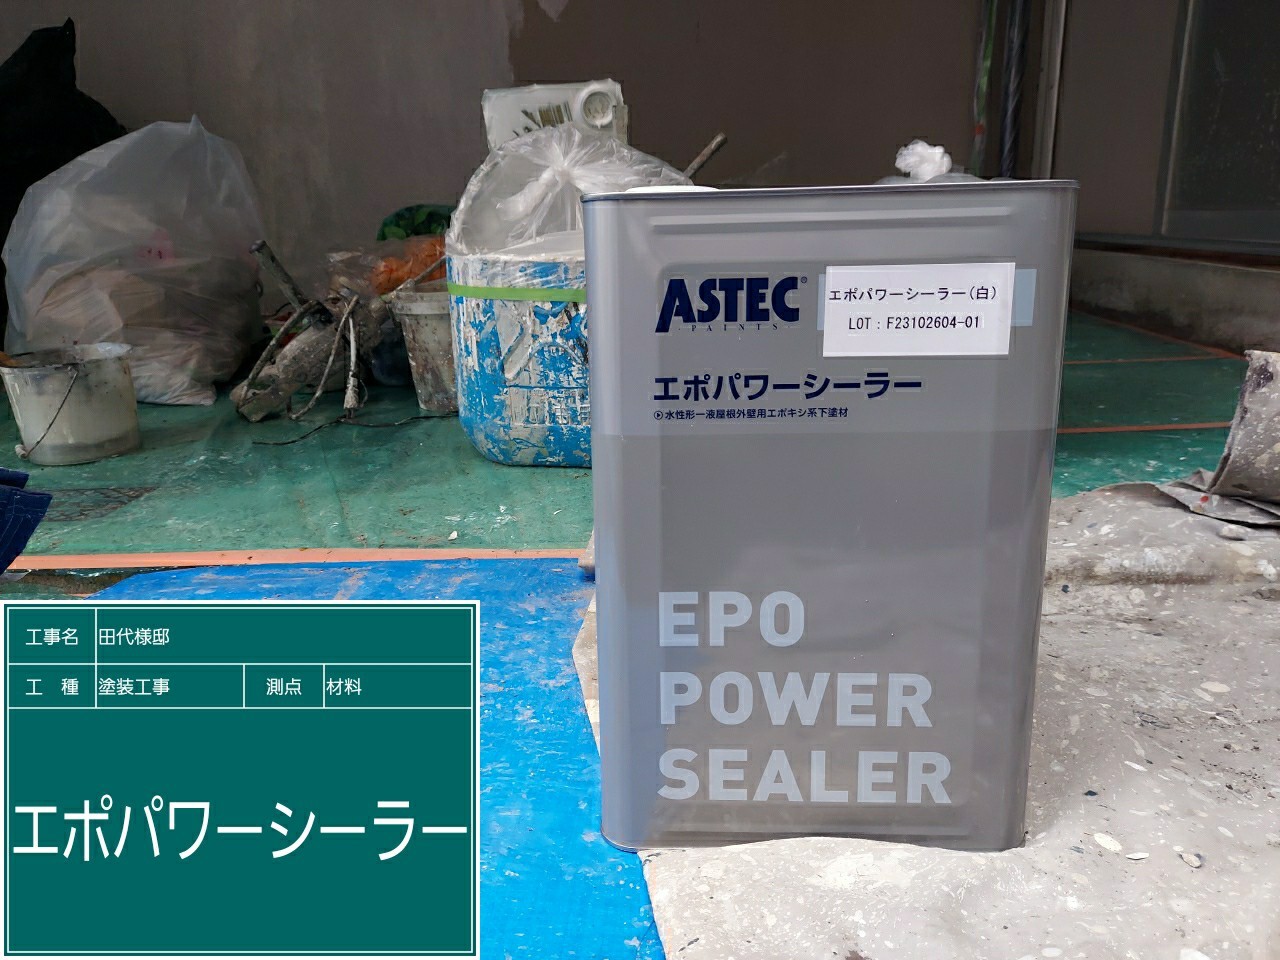 ASTEC®
PAINTS
エポパワーシーラー(白)
LOT : F23102604-01
エポパワーシーラー
水性形一液屋根外壁用エポキシ系下塗材
EPO
POWER
SEALER
工事名 田代様邸
工 種 塗装工事 測点 材料
エポパワーシーラー